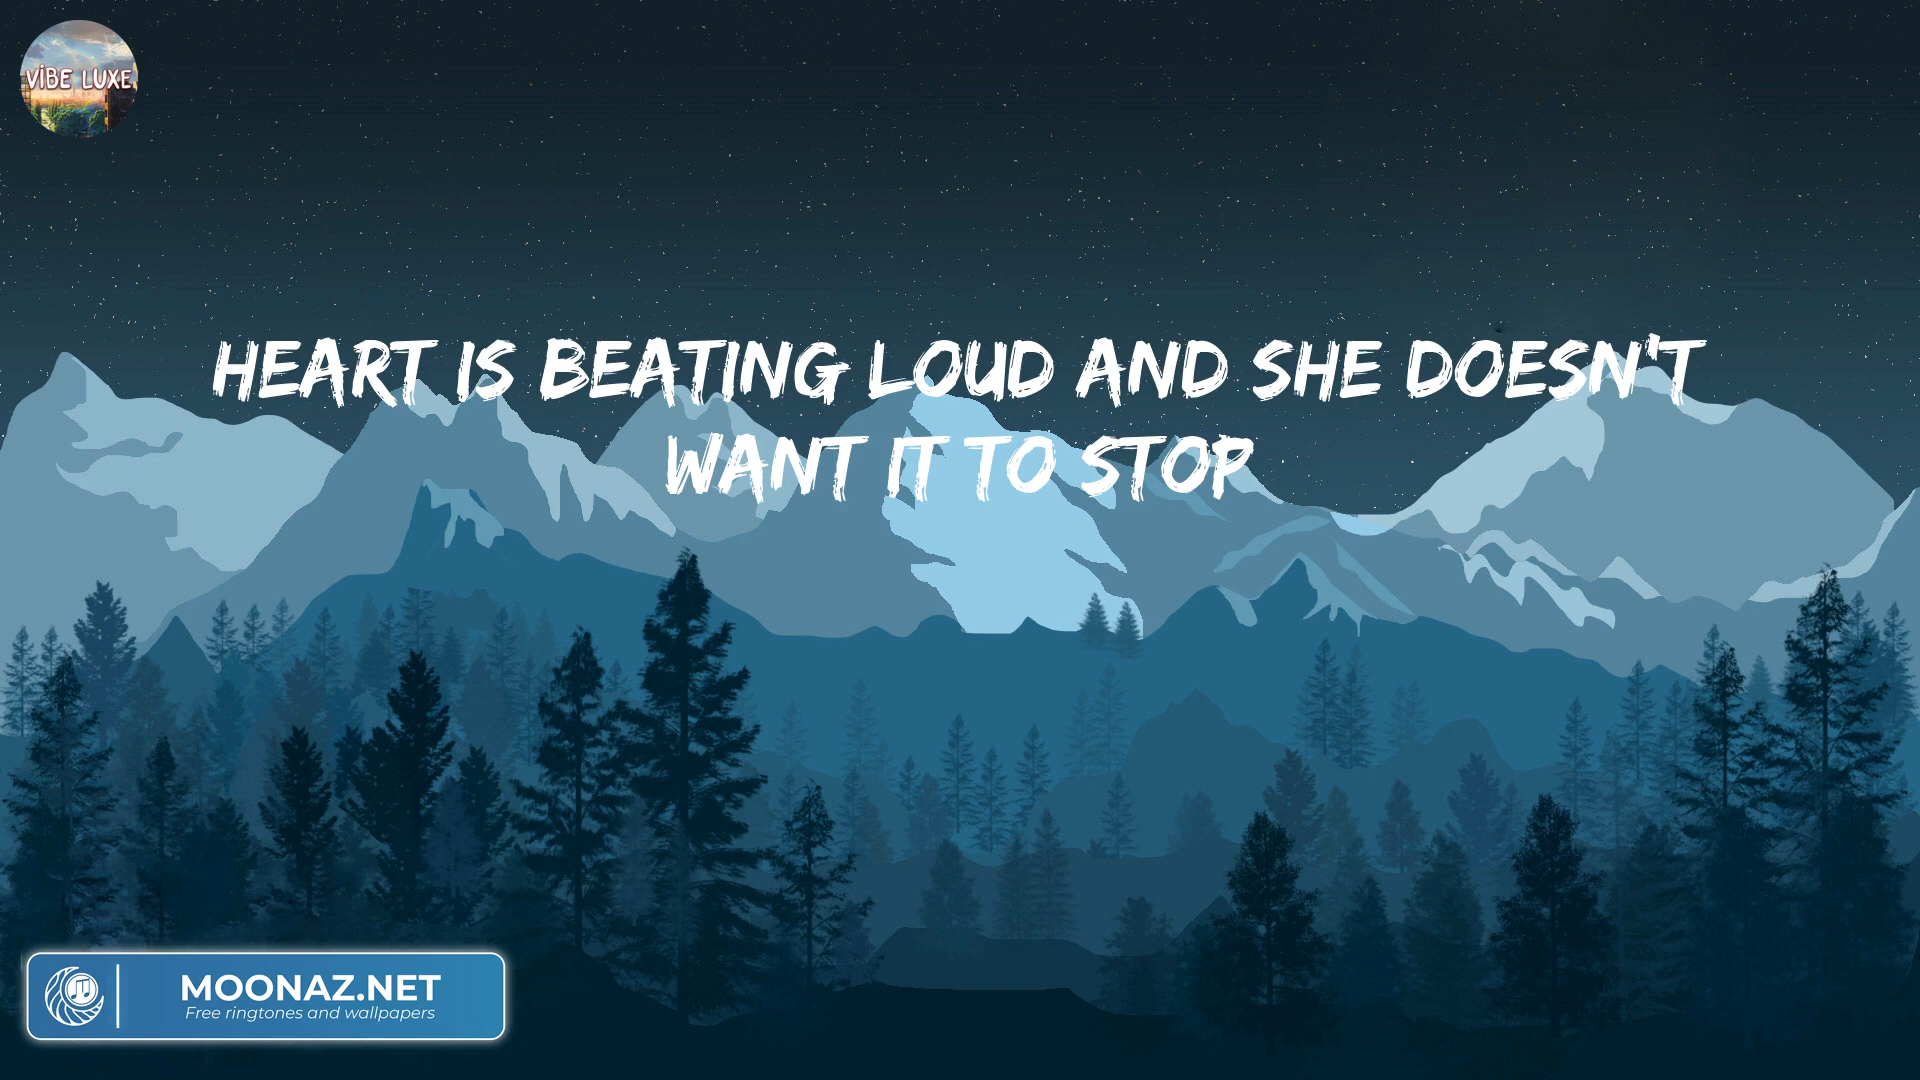 VIBE LUXE
HEART IS BEATING LOUD AND SHE DOESN'T
WANT IT TO STOP
MOONAZ.NET
Free ringtones and wallpapers